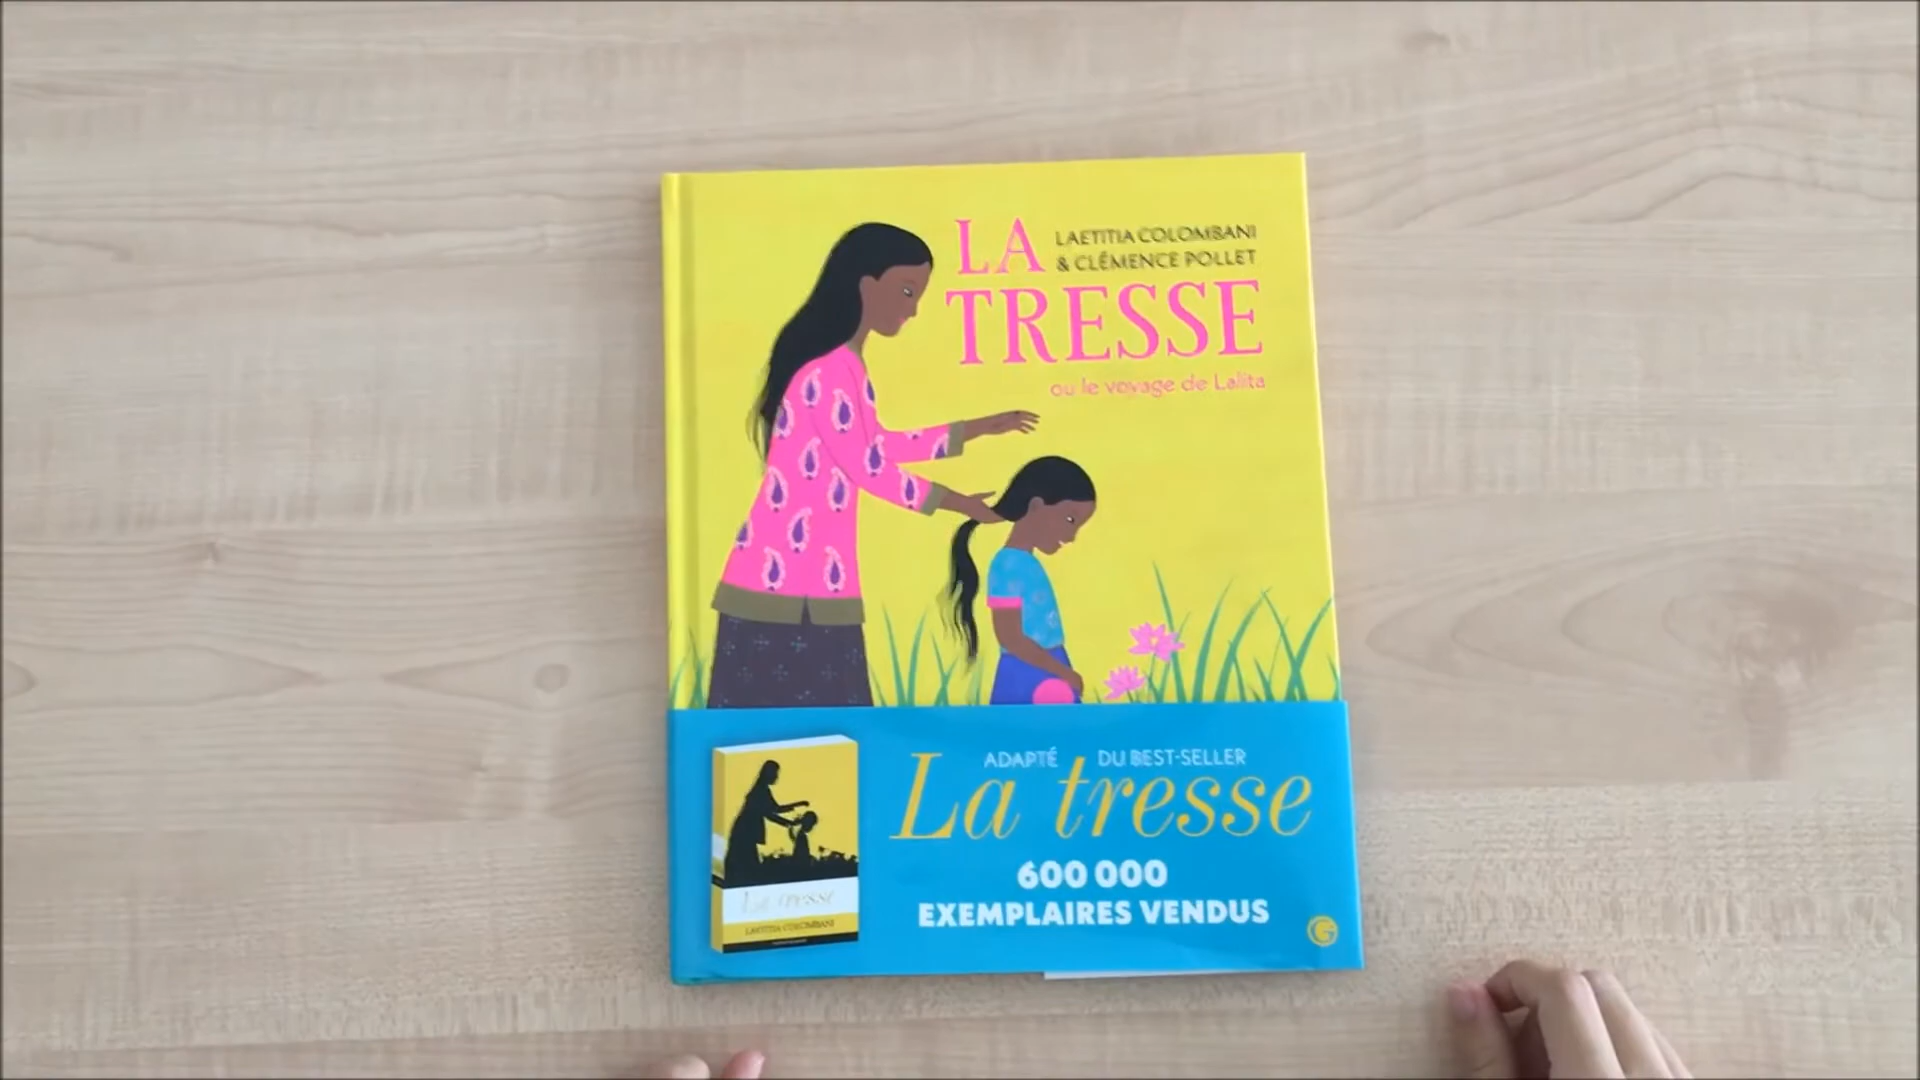 LA
LAETITIA COLOMBANI
& CLÉMENCE POLLET
TRESSE
ou le voyage de Lalita
ADAPTÉ DU BEST-SELLER
La tresse
600 000
EXEMPLAIRES VENDUS
La tresse
LAETITIA COLOMBANI
G